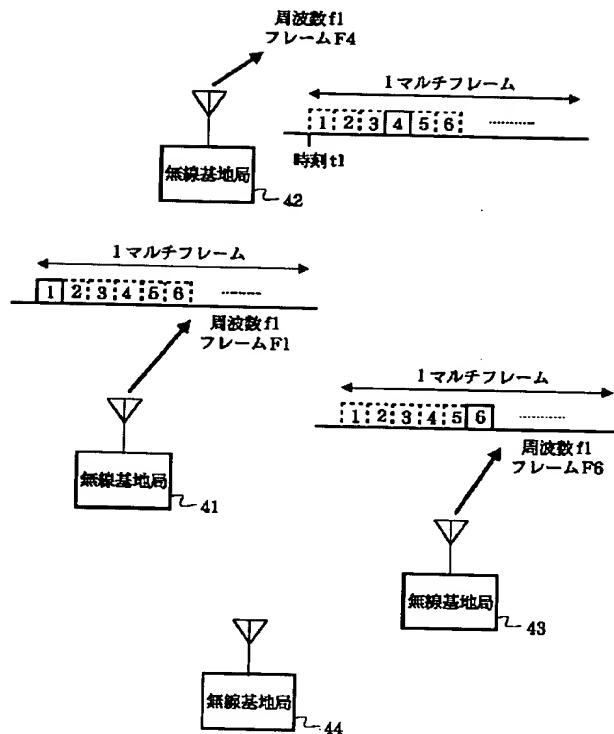 周波数f1
フレームF4
1マルチフレーム
1 2 3 4 5 6
時刻t1
無線基地局
42
1マルチフレーム
1 2 3 4 5 6
周波数f1
フレームF1
無線基地局
41
1マルチフレーム
1 2 3 4 5 6
周波数f1
フレームF6
無線基地局
43
無線基地局
44